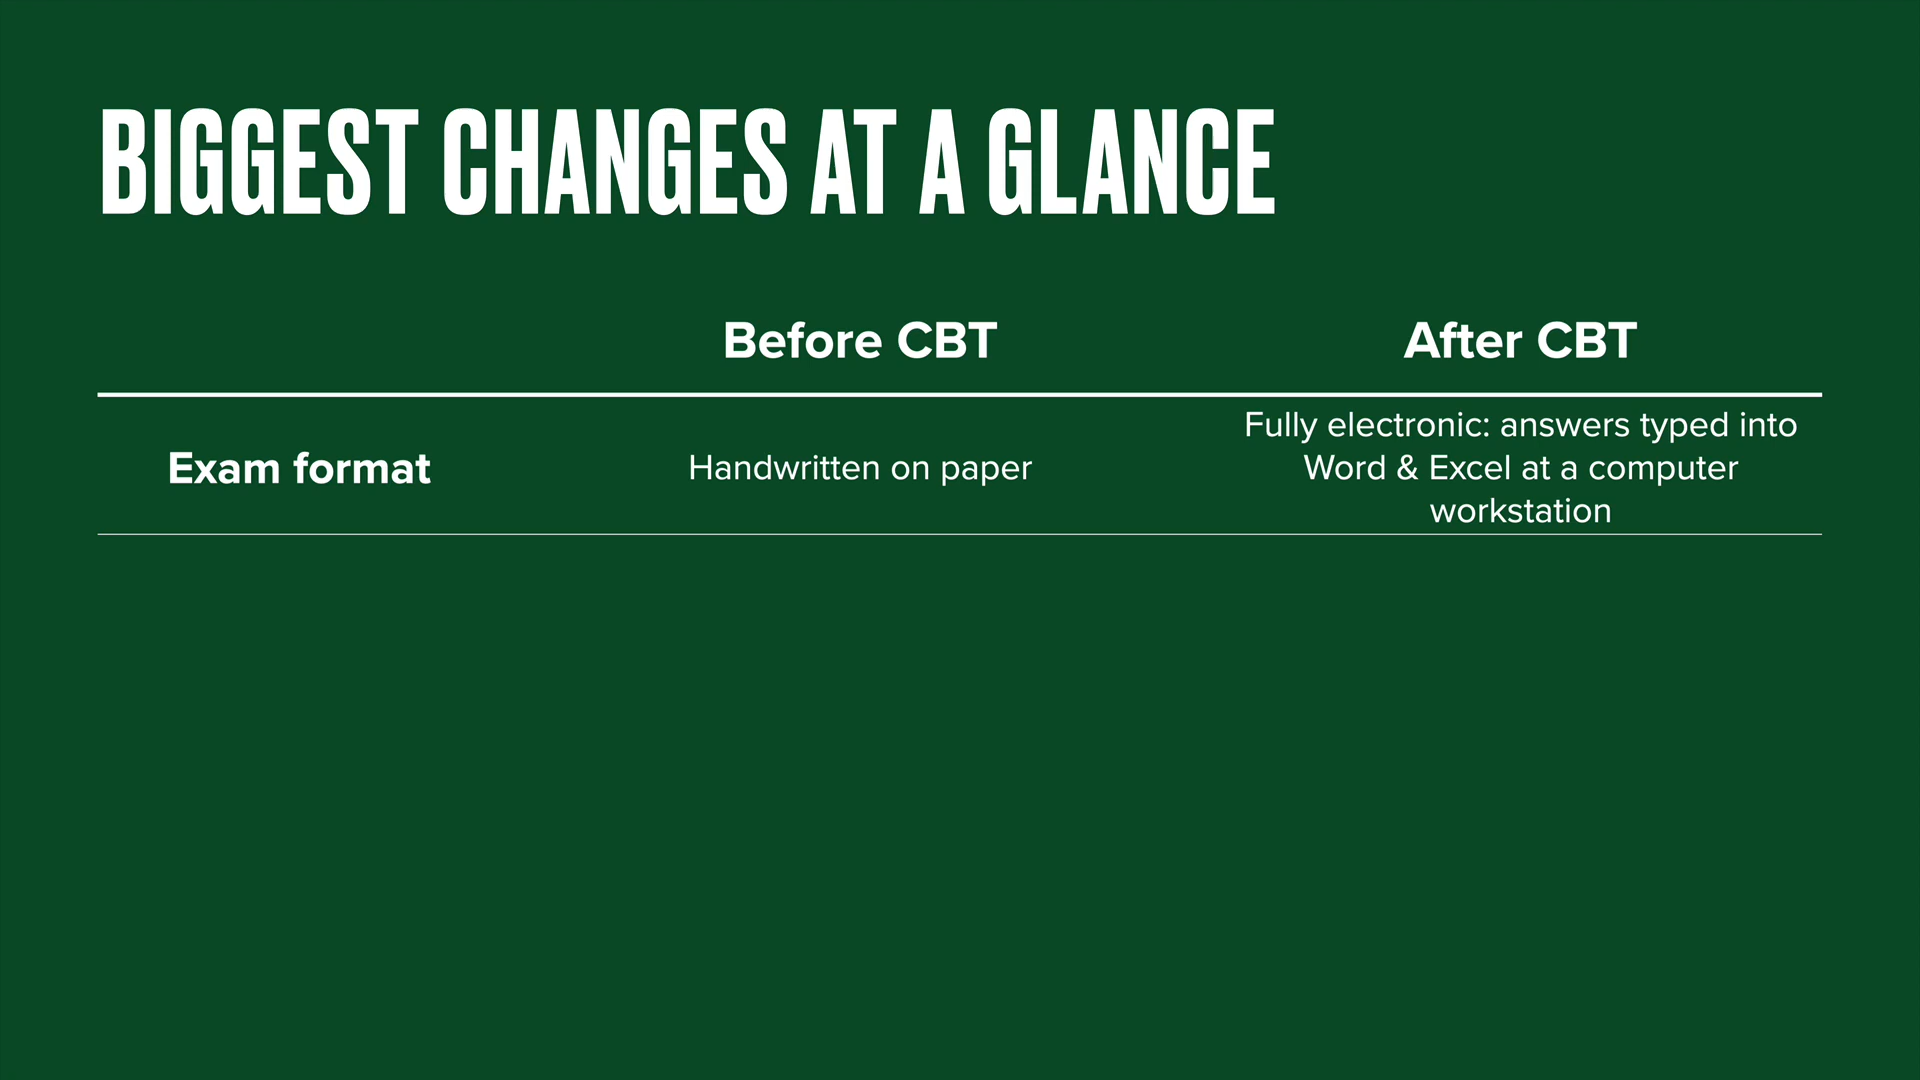 BIGGEST CHANGES AT A GLANCE
Before CBT
After CBT
Exam format
Handwritten on paper
Fully electronic: answers typed into
Word & Excel at a computer
workstation